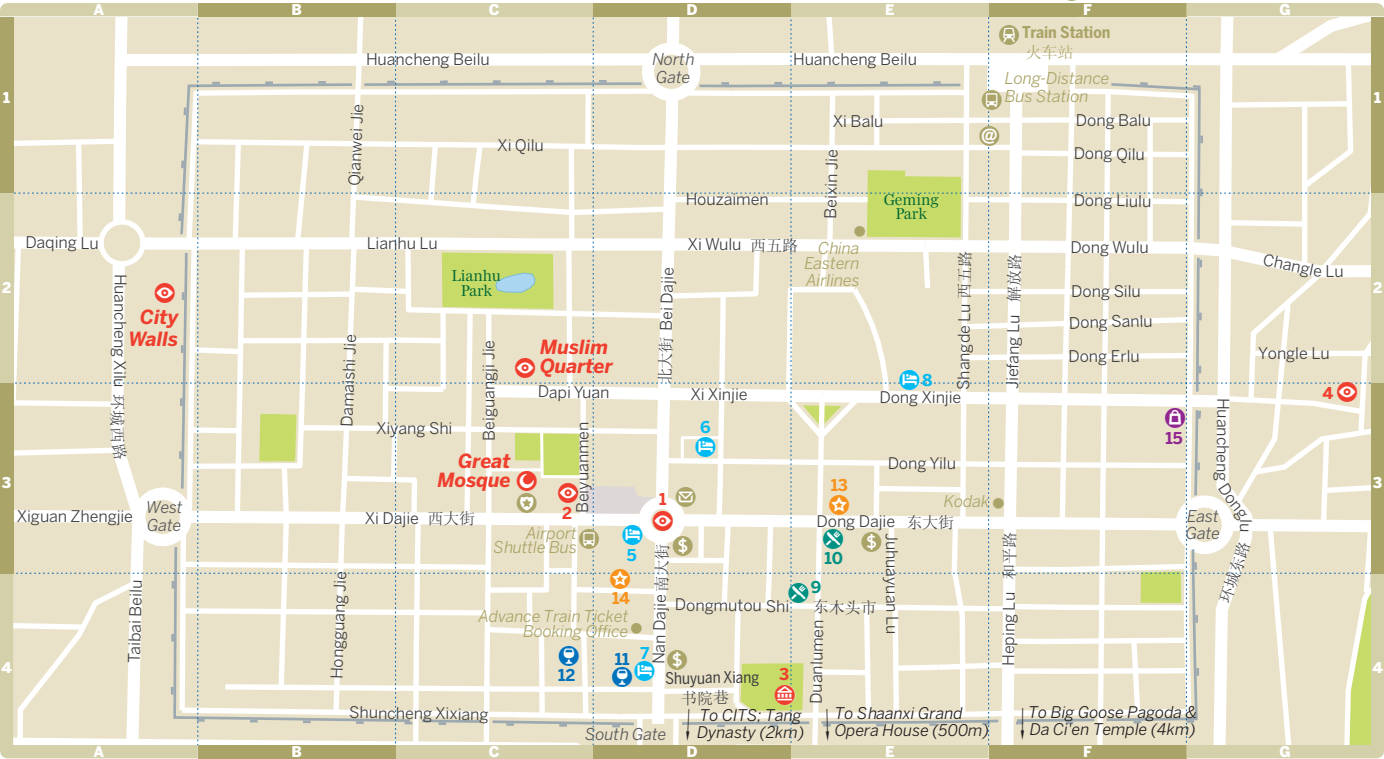 A B C D E F G
Train Station
火车站
Huancheng Beilu
North
Gate
Huancheng Beilu
Long-Distance
Bus Station
1
1
Qianwei Jie
Xi Balu
@
Dong Balu
Xi Qilu
Dong Qilu
Beixin Jie
Houzaimen
Geming
Park
Dong Liulu
Daqing Lu
Lianhu Lu
Xi Wulu 西五路
China
Eastern
Airlines
Dong Wulu
Changle Lu
Huancheng Xilu 环城西路
City
Walls
Lianhu
Park
Bei Dajie
北大街
Shangde Lu 西五路
Jiefang Lu 解放路
Dong Silu
2
2
Dong Sanlu
Damaishi Jie
Beiguangji Jie
Muslim
Quarter
Dong Erlu
Yongle Lu
8
Dapi Yuan
Xi Xinjie
Dong Xinjie
4
Xiyang Shi
Beiyuanmen
6
15
Huancheng Donglu
环城东路
Great
Mosque
Dong Yilu
3
3
2
1
13
Kodak
West
Gate
Xiguan Zhengjie
Xi Dajie 西大街
Dong Dajie 东大街
East
Gate
Airport
Shuttle Bus
5
$
10
$
Juhuayuan Lu
Heping Lu 和平路
Taibai Beilu
Hongguang Jie
14
Nan Dajie 南大街
9
Dongmutou Shi
东木头市
Advance Train Ticket
Booking Office
Duanlumen
4
4
12
11
7
$
Shuyuan Xiang
书院巷
3
Shuncheng Xixiang
South Gate
To CITS; Tang
Dynasty (2km)
To Shaanxi Grand
Opera House (500m)
To Big Goose Pagoda &
Da Ci'en Temple (4km)
A B C D E F G